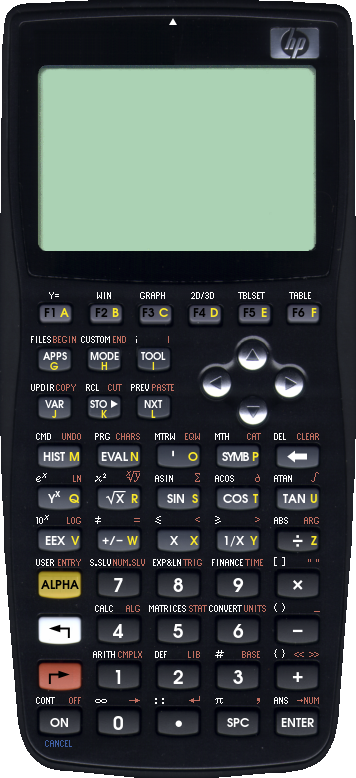 hp
Y= WIN GRAPH 2D/3D TBLSET TABLE
F1 A F2 B F3 C F4 D F5 E F6 F
FILES BEGIN CUSTOM END i I
APPS G MODE H TOOL I
UPDIR COPY RCL CUT PREV PASTE
VAR J STO ▶ K NXT L
CMD UNDO PRG CHARS MTRW EQW MTH CAT DEL CLEAR
HIST M EVAL N ' O SYMB P
eˣ LN x² ˣ√y ASIN Σ ACOS ∂ ATAN ∫
Yˣ Q √X R SIN S COS T TAN U
10ˣ LOG ≠ = ≤ < ≥ > ABS ARG
EEX V +/− W X X 1/X Y ÷ Z
USER ENTRY S.SLV NUM.SLV EXP&LN TRIG FINANCE TIME [ ] " "
ALPHA 7 8 9 ×
CALC ALG MATRICES STAT CONVERT UNITS ( ) _
4 5 6 −
ARITH CMPLX DEF LIB # BASE { } << >>
1 2 3 +
CONT OFF ∞ → : : ↵ π , ANS →NUM
ON 0 • SPC ENTER
CANCEL